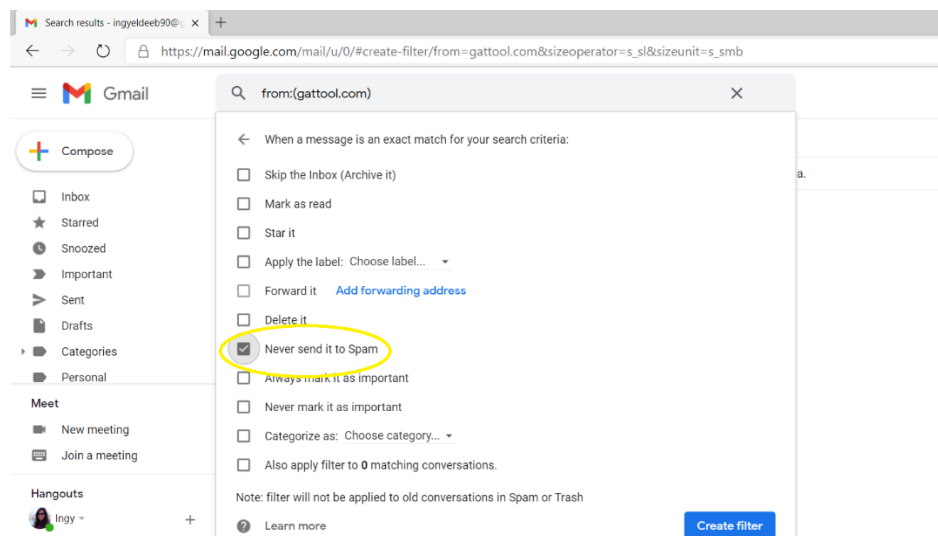 Search results - ingyeldeeb90@g
https://mail.google.com/mail/u/0/#create-filter/from=gattool.com&sizeoperator=s_sl&sizeunit=s_smb
Gmail
from:(gattool.com)
Compose
When a message is an exact match for your search criteria:
Skip the Inbox (Archive it)
a.
Inbox
Mark as read
Starred
Star it
Snoozed
Apply the label: Choose label...
Important
Forward it Add forwarding address
Sent
Delete it
Drafts
Never send it to Spam
Categories
Always mark it as important
Personal
Never mark it as important
Meet
New meeting
Categorize as: Choose category...
Join a meeting
Also apply filter to 0 matching conversations.
Hangouts
Note: filter will not be applied to old conversations in Spam or Trash
Ingy
Learn more
Create filter